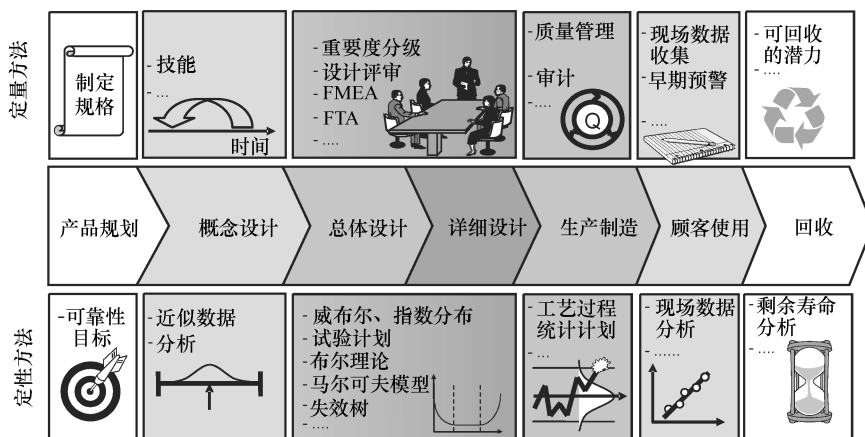 定量方法
制定
规格
- 技能
- ...
时间
- 重要度分级
- 设计评审
- FMEA
- FTA
- ....
- 质量管理
- 审计
- ....
Q
- 现场数据
收集
- 早期预警
- ....
- 可回收
的潜力
- ....
产品规划
概念设计
总体设计
详细设计
生产制造
顾客使用
回收
定性方法
-可靠性
目标
- 近似数据
- 分析
- 威布尔、指数分布
- 试验计划
- 布尔理论
- 马尔可夫模型
- 失效树
- ....
- 工艺过程
统计计划
- ...
- 现场数据
分析
- ......
- 剩余寿命
分析
- ....